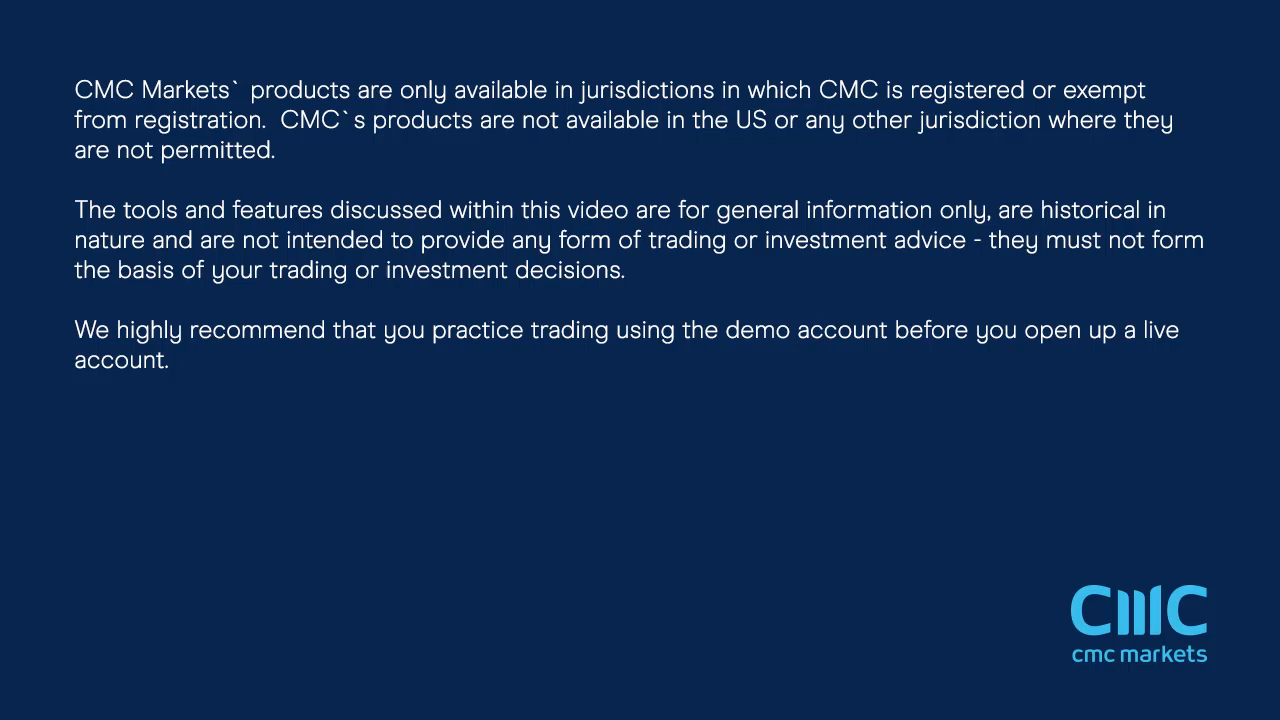 CMC Markets` products are only available in jurisdictions in which CMC is registered or exempt
from registration.  CMC`s products are not available in the US or any other jurisdiction where they
are not permitted.
The tools and features discussed within this video are for general information only, are historical in
nature and are not intended to provide any form of trading or investment advice - they must not form
the basis of your trading or investment decisions.
We highly recommend that you practice trading using the demo account before you open up a live
account.
CMC
cmc markets